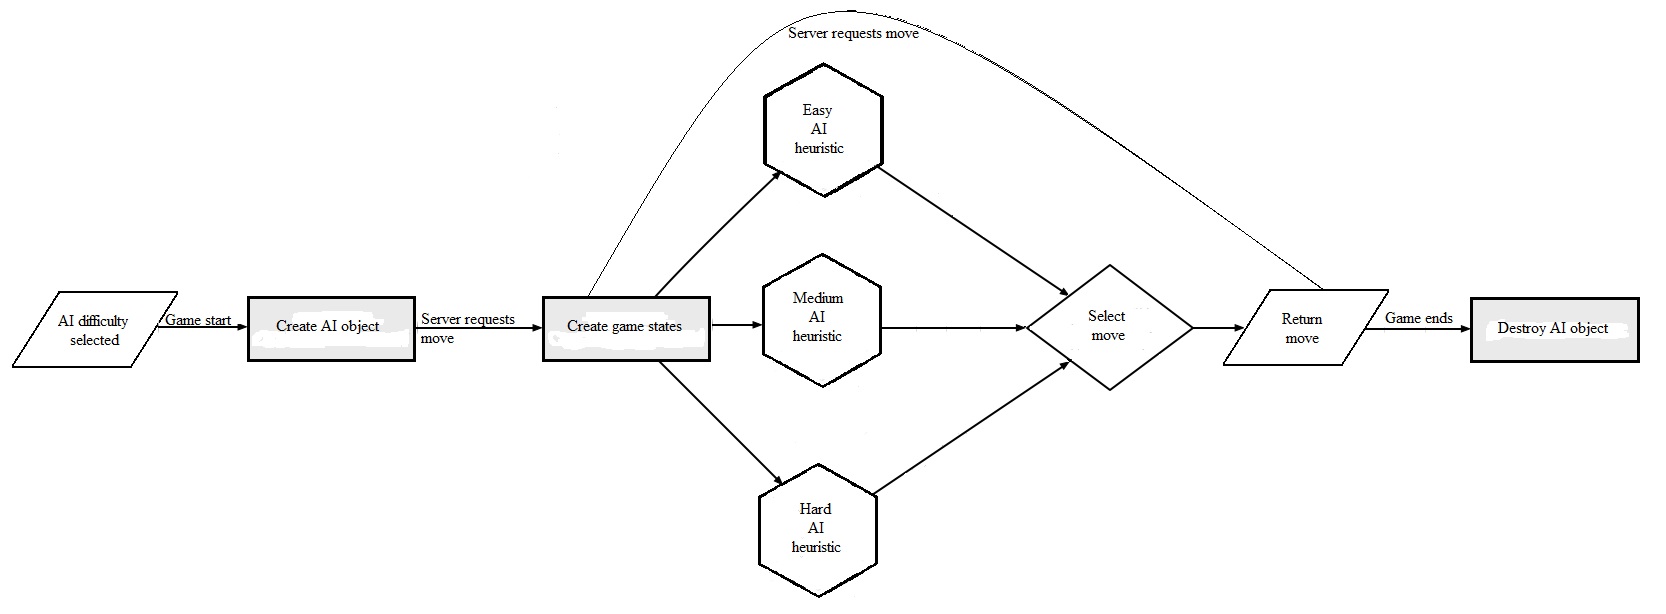 Server requests move
Easy
AI
heuristic
AI difficulty
selected
Game start
Create AI object
Server requests
move
Create game states
Medium
AI
heuristic
Select
move
Return
move
Game ends
Destroy AI object
Hard
AI
heuristic